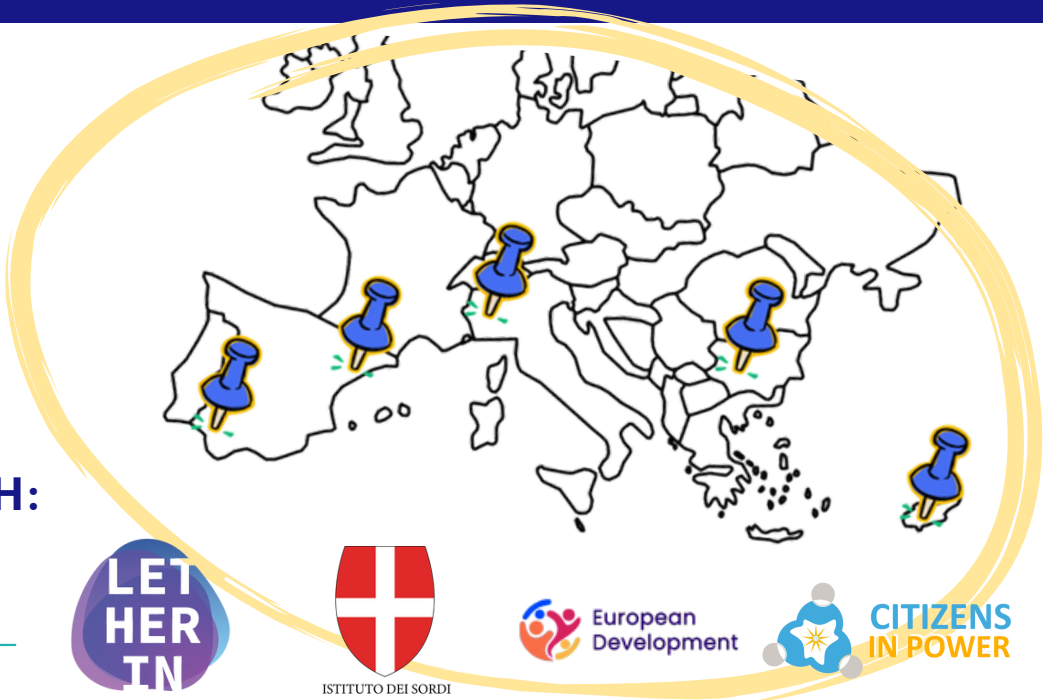 H:
LET
HER
IN
ISTITUTO DEI SORDI
European
Development
CITIZENS
IN POWER